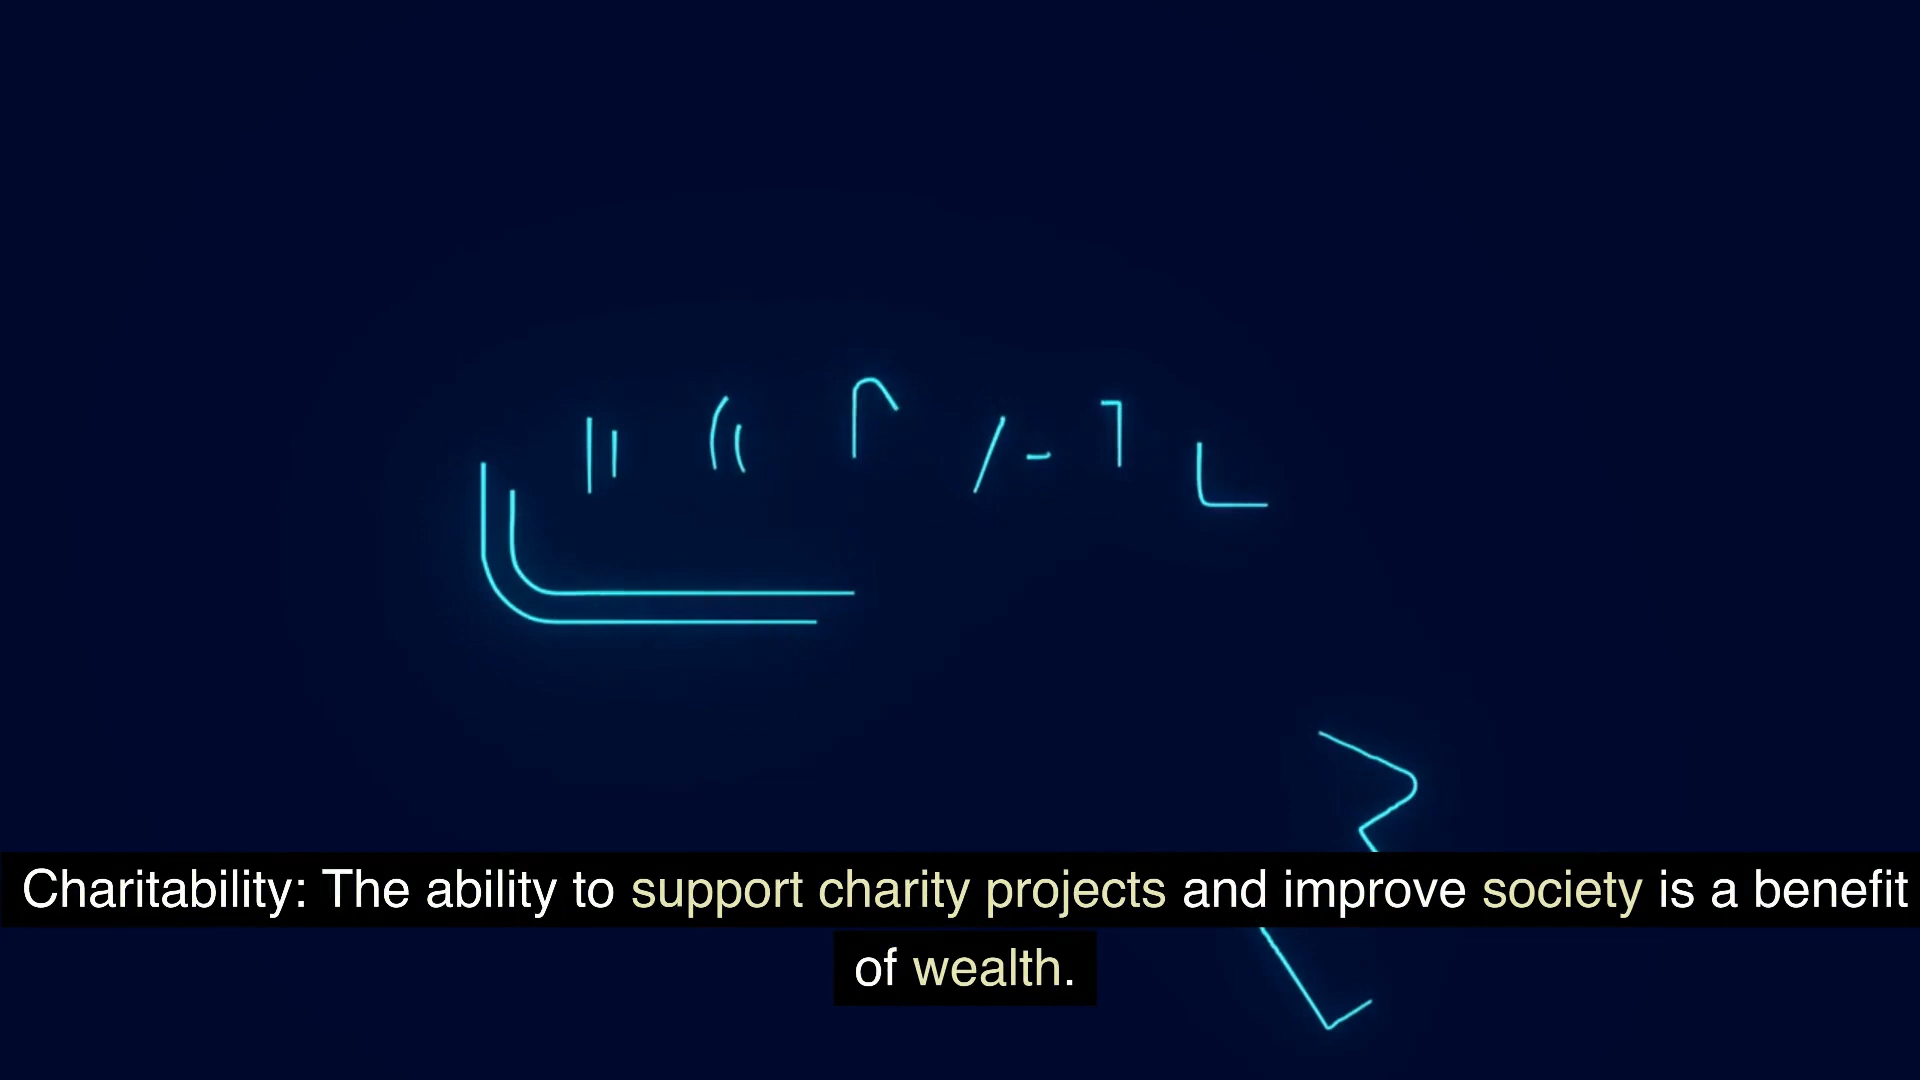 Charitability: The ability to support charity projects and improve society is a benefit
of wealth.